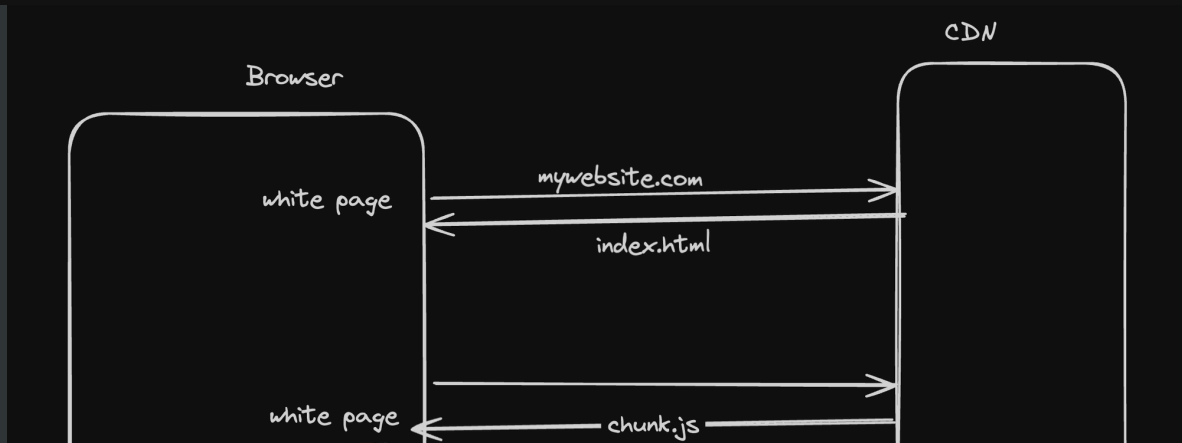 CDN
Browser
mywebsite.com
white page
index.html
white page
chunk.js